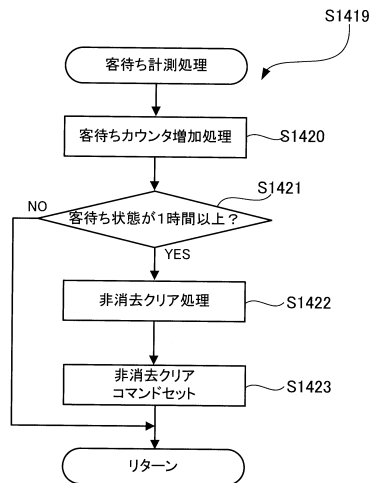 S1419
客待ち計測処理
客待ちカウンタ増加処理
S1420
S1421
客待ち状態が1時間以上？
NO
YES
非消去クリア処理
S1422
非消去クリア
コマンドセット
S1423
リターン